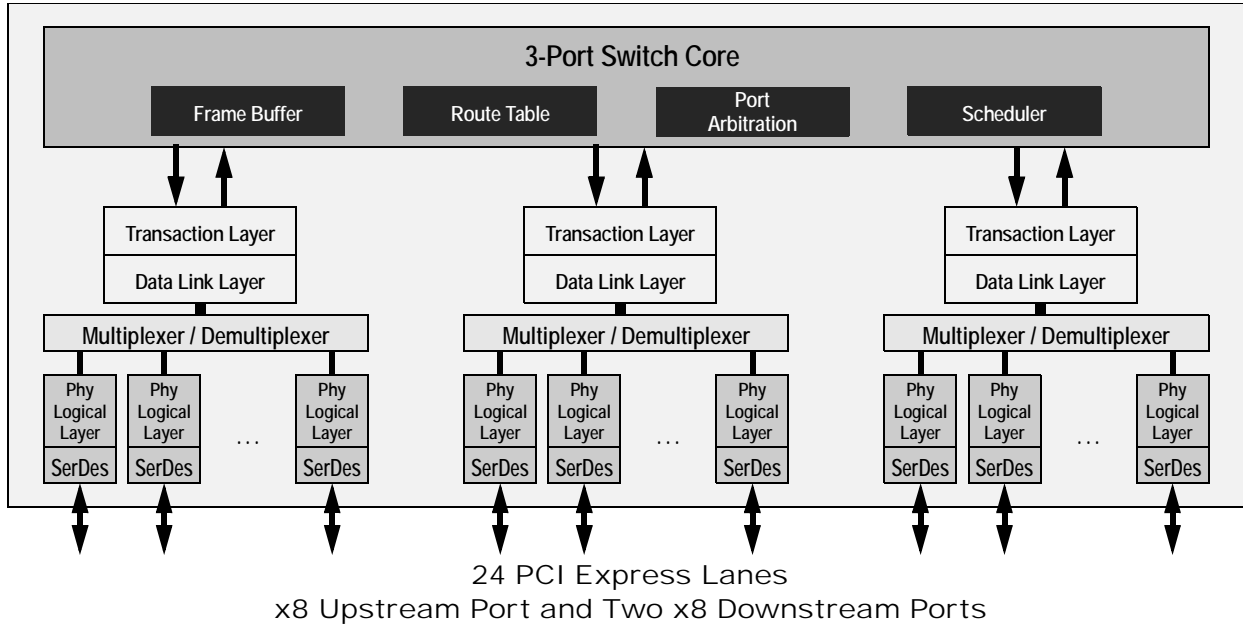 3-Port Switch Core
Frame Buffer
Route Table
Port
Arbitration
Scheduler
Transaction Layer
Data Link Layer
Transaction Layer
Data Link Layer
Transaction Layer
Data Link Layer
Multiplexer / Demultiplexer
Multiplexer / Demultiplexer
Multiplexer / Demultiplexer
Phy
Logical
Layer
SerDes
Phy
Logical
Layer
SerDes
...
Phy
Logical
Layer
SerDes
Phy
Logical
Layer
SerDes
Phy
Logical
Layer
SerDes
...
Phy
Logical
Layer
SerDes
Phy
Logical
Layer
SerDes
Phy
Logical
Layer
SerDes
...
Phy
Logical
Layer
SerDes
24 PCI Express Lanes
x8 Upstream Port and Two x8 Downstream Ports